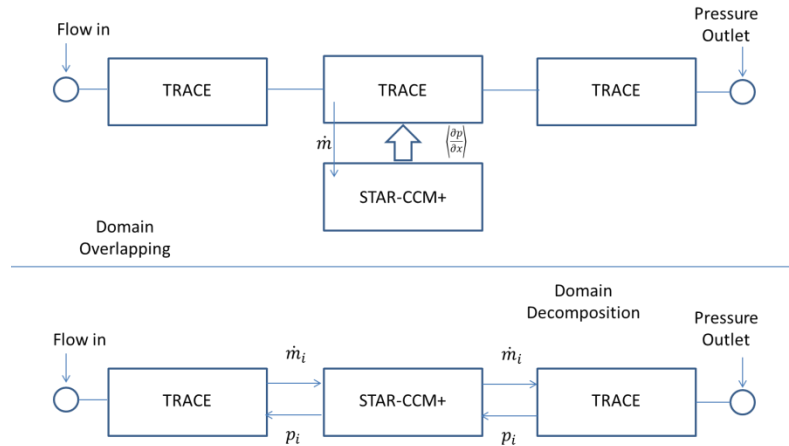 Flow in
Pressure
Outlet
TRACE
TRACE
TRACE
ṁ
⟨∂p/∂x⟩
STAR-CCM+
Domain
Overlapping
Domain
Decomposition
Flow in
Pressure
Outlet
ṁᵢ
ṁᵢ
TRACE
STAR-CCM+
TRACE
pᵢ
pᵢ